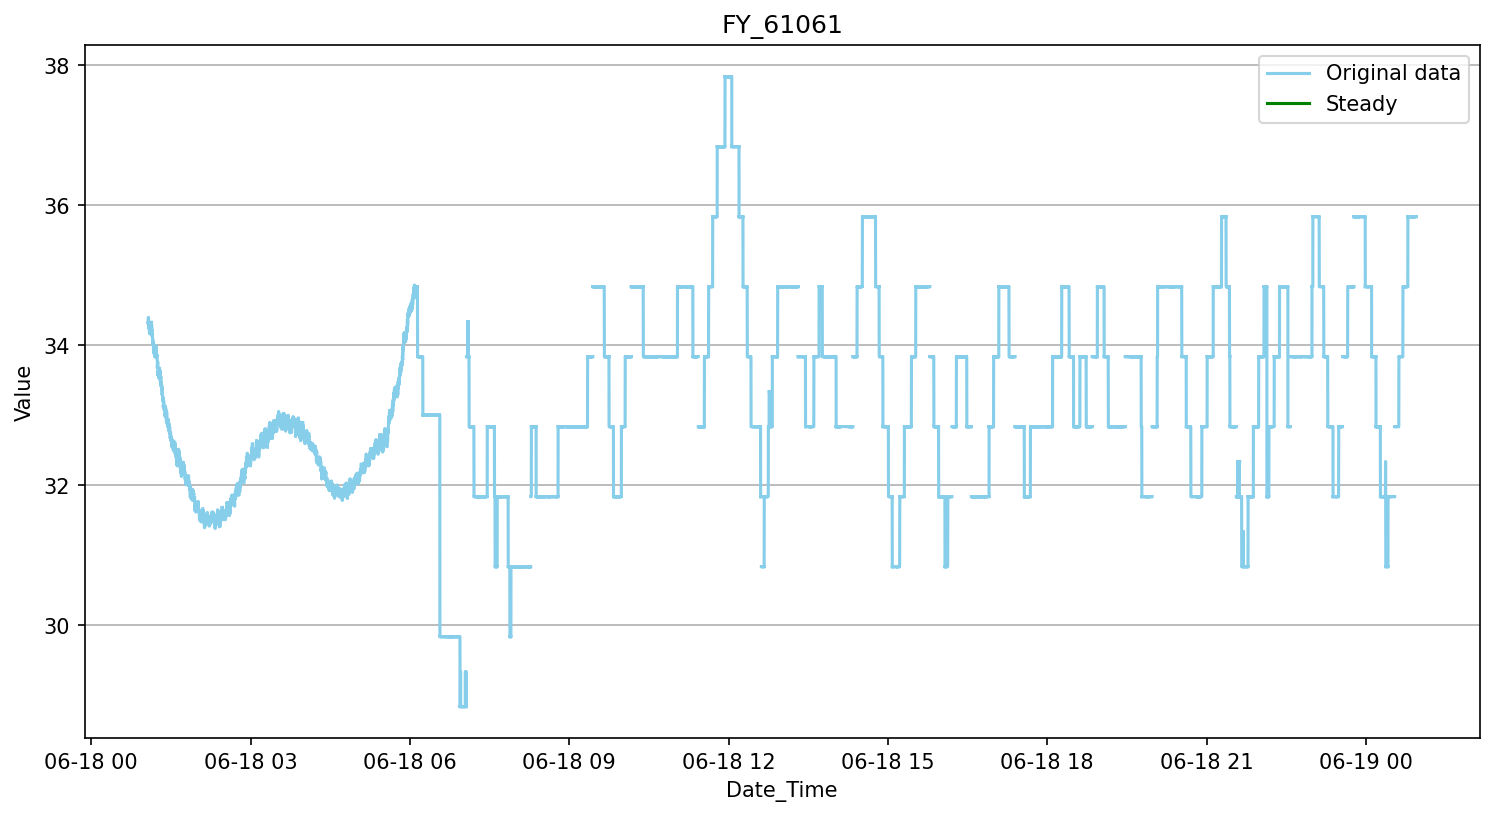 FY_61061
Original data
Steady
Value
38
36
34
32
30
06-18 00
06-18 03
06-18 06
06-18 09
06-18 12
06-18 15
06-18 18
06-18 21
06-19 00
Date_Time